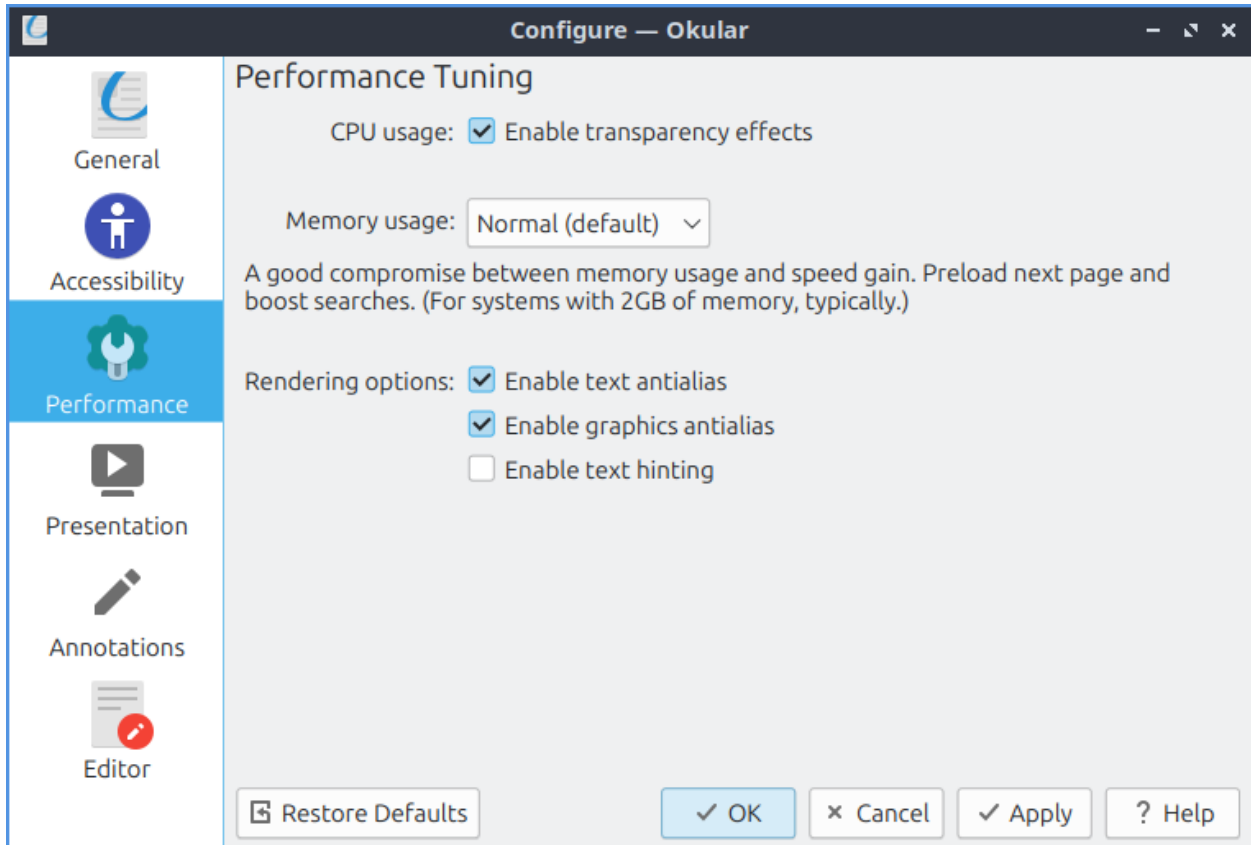 Configure — Okular
General
Accessibility
Performance
Presentation
Annotations
Editor
Performance Tuning
CPU usage: Enable transparency effects
Memory usage: Normal (default)
A good compromise between memory usage and speed gain. Preload next page and
boost searches. (For systems with 2GB of memory, typically.)
Rendering options: Enable text antialias
Enable graphics antialias
Enable text hinting
Restore Defaults OK Cancel Apply ? Help